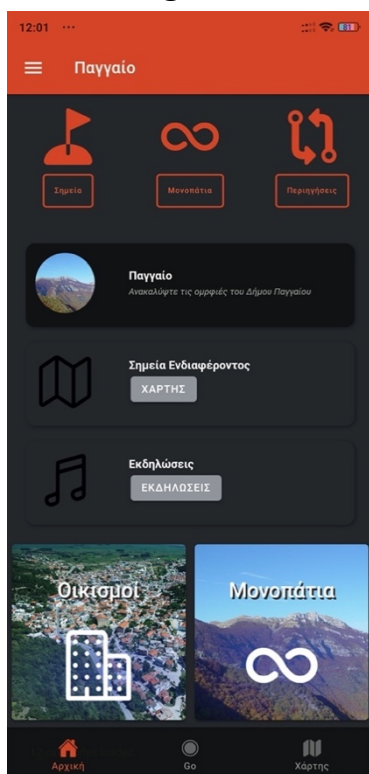 12:01 ... 81
Παγγαίο
Σημεία Μονοπάτια Περιηγήσεις
Παγγαίο
Ανακαλύψτε τις ομρφιές του Δήμου Παγγαίου
Σημεία Ενδιαφέροντος
ΧΑΡΤΗΣ
Εκδηλώσεις
ΕΚΔΗΛΩΣΕΙΣ
Οικισμοί Μονοπάτια
Αρχική Go Χάρτης